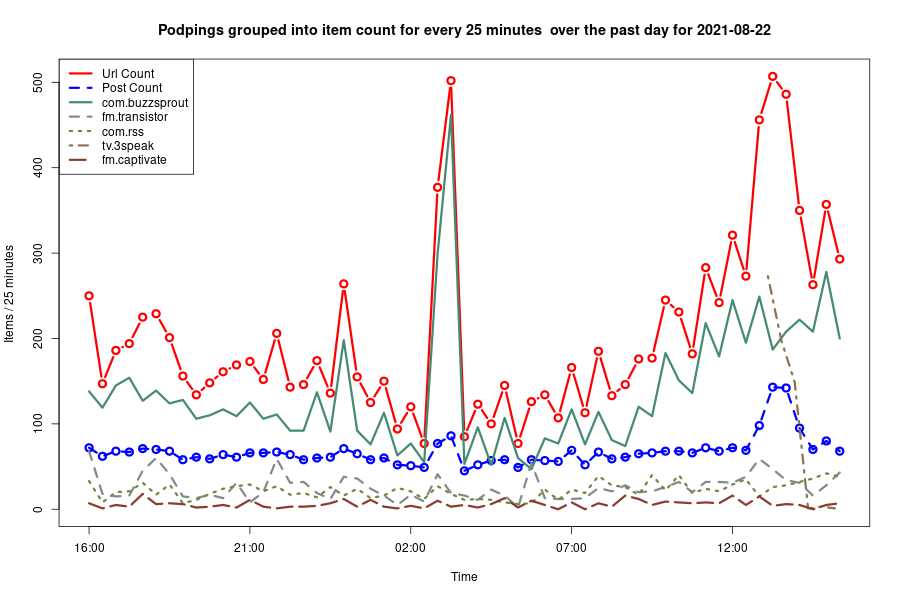 Podpings grouped into item count for every 25 minutes  over the past day for 2021-08-22
Url Count
Post Count
com.buzzsprout
fm.transistor
com.rss
tv.3speak
fm.captivate
Items / 25 minutes
500
400
300
200
100
0
16:00
21:00
02:00
07:00
12:00
Time